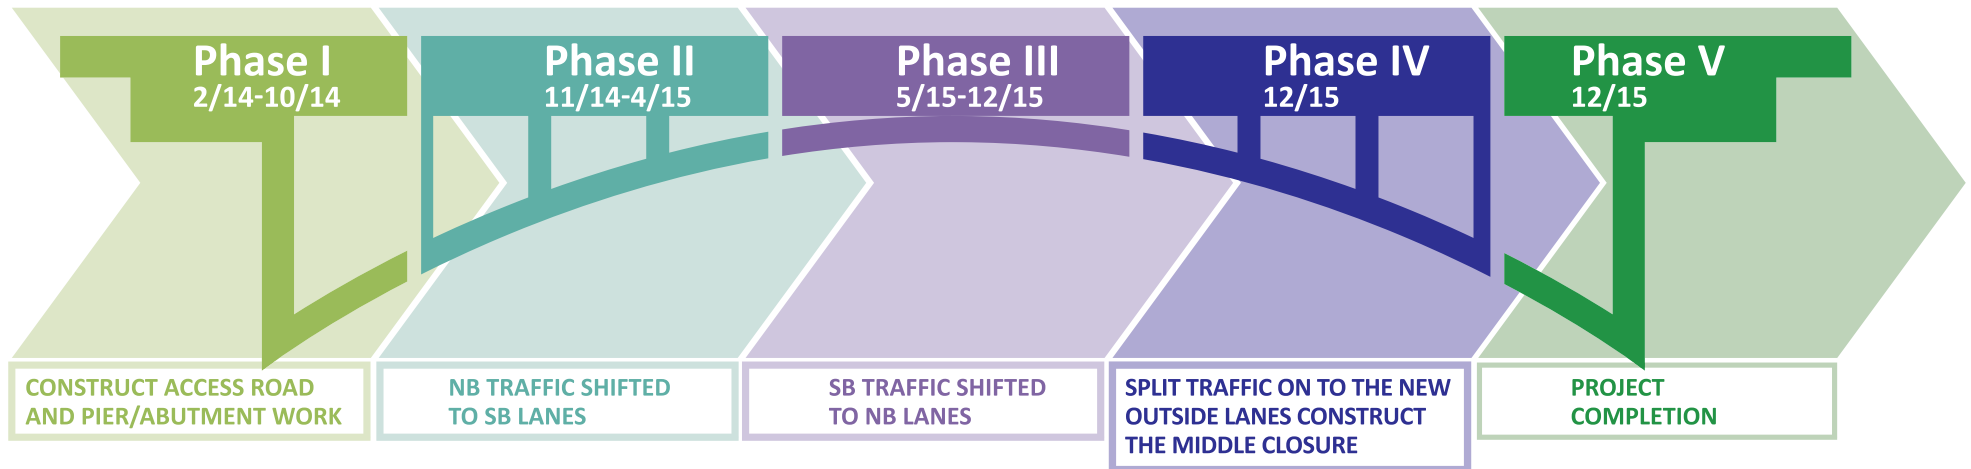 Phase I
2/14-10/14
Phase II
11/14-4/15
Phase III
5/15-12/15
Phase IV
12/15
Phase V
12/15
CONSTRUCT ACCESS ROAD
AND PIER/ABUTMENT WORK
NB TRAFFIC SHIFTED
TO SB LANES
SB TRAFFIC SHIFTED
TO NB LANES
SPLIT TRAFFIC ON TO THE NEW
OUTSIDE LANES CONSTRUCT
THE MIDDLE CLOSURE
PROJECT
COMPLETION